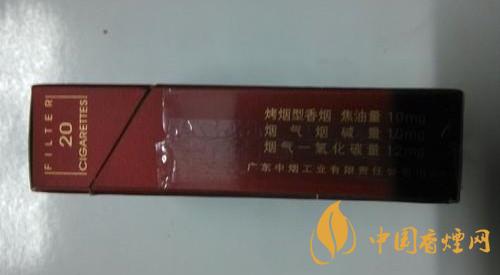 FILTER
20
CIGARETTES
烤烟型香烟 焦油量 10mg
烟气烟碱量 1.0mg
烟气一氧化碳量 12mg
广东中烟工业有限责任公司
中国香煙网